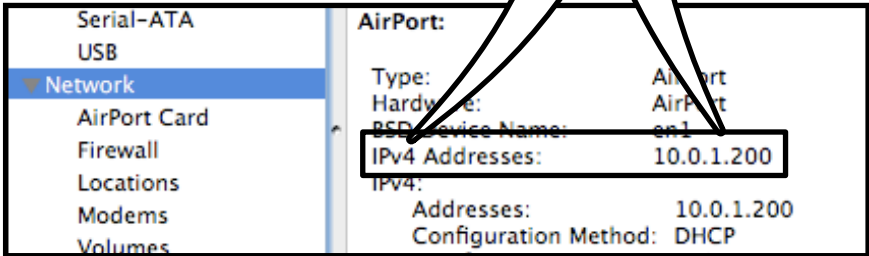 Serial-ATA
USB
Network
AirPort Card
Firewall
Locations
Modems
Volumes
AirPort:
Type: AirPort
Hardware: AirPort
BSD Device Name: en1
IPv4 Addresses: 10.0.1.200
IPv4:
Addresses: 10.0.1.200
Configuration Method: DHCP